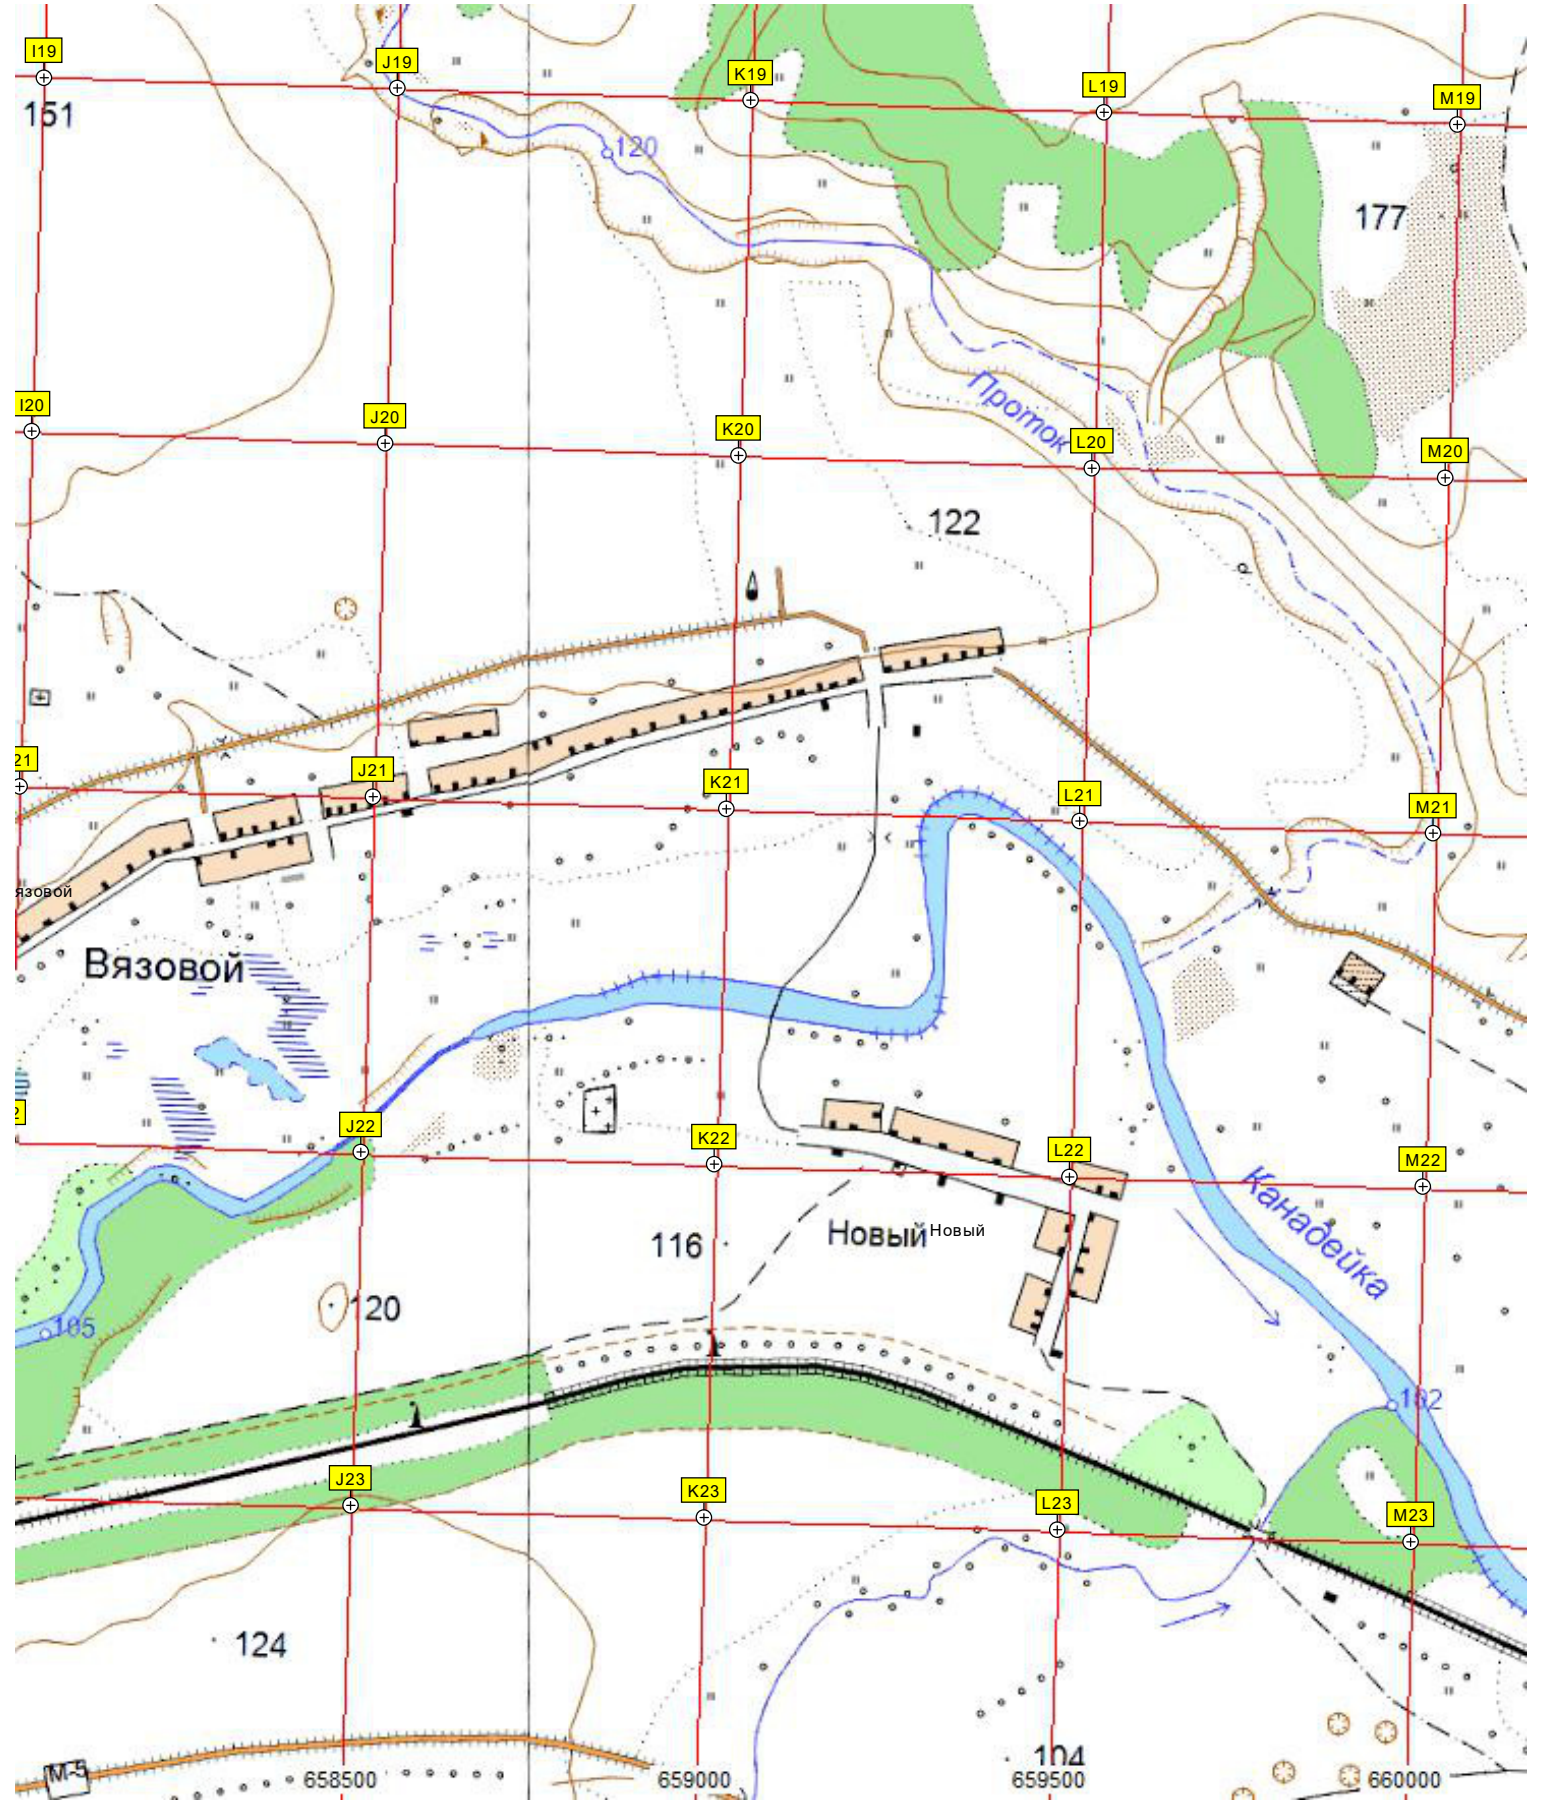 I19
J19
K19
L19
M19
151
120
177
Проток
I20
J20
K20
L20
M20
122
21
J21
K21
L21
M21
язовой
Вязовой
2
J22
K22
L22
M22
Канадейка
116
Новый
Новый
120
105
102
J23
K23
L23
M23
124
104
М-5
658500
659000
659500
660000